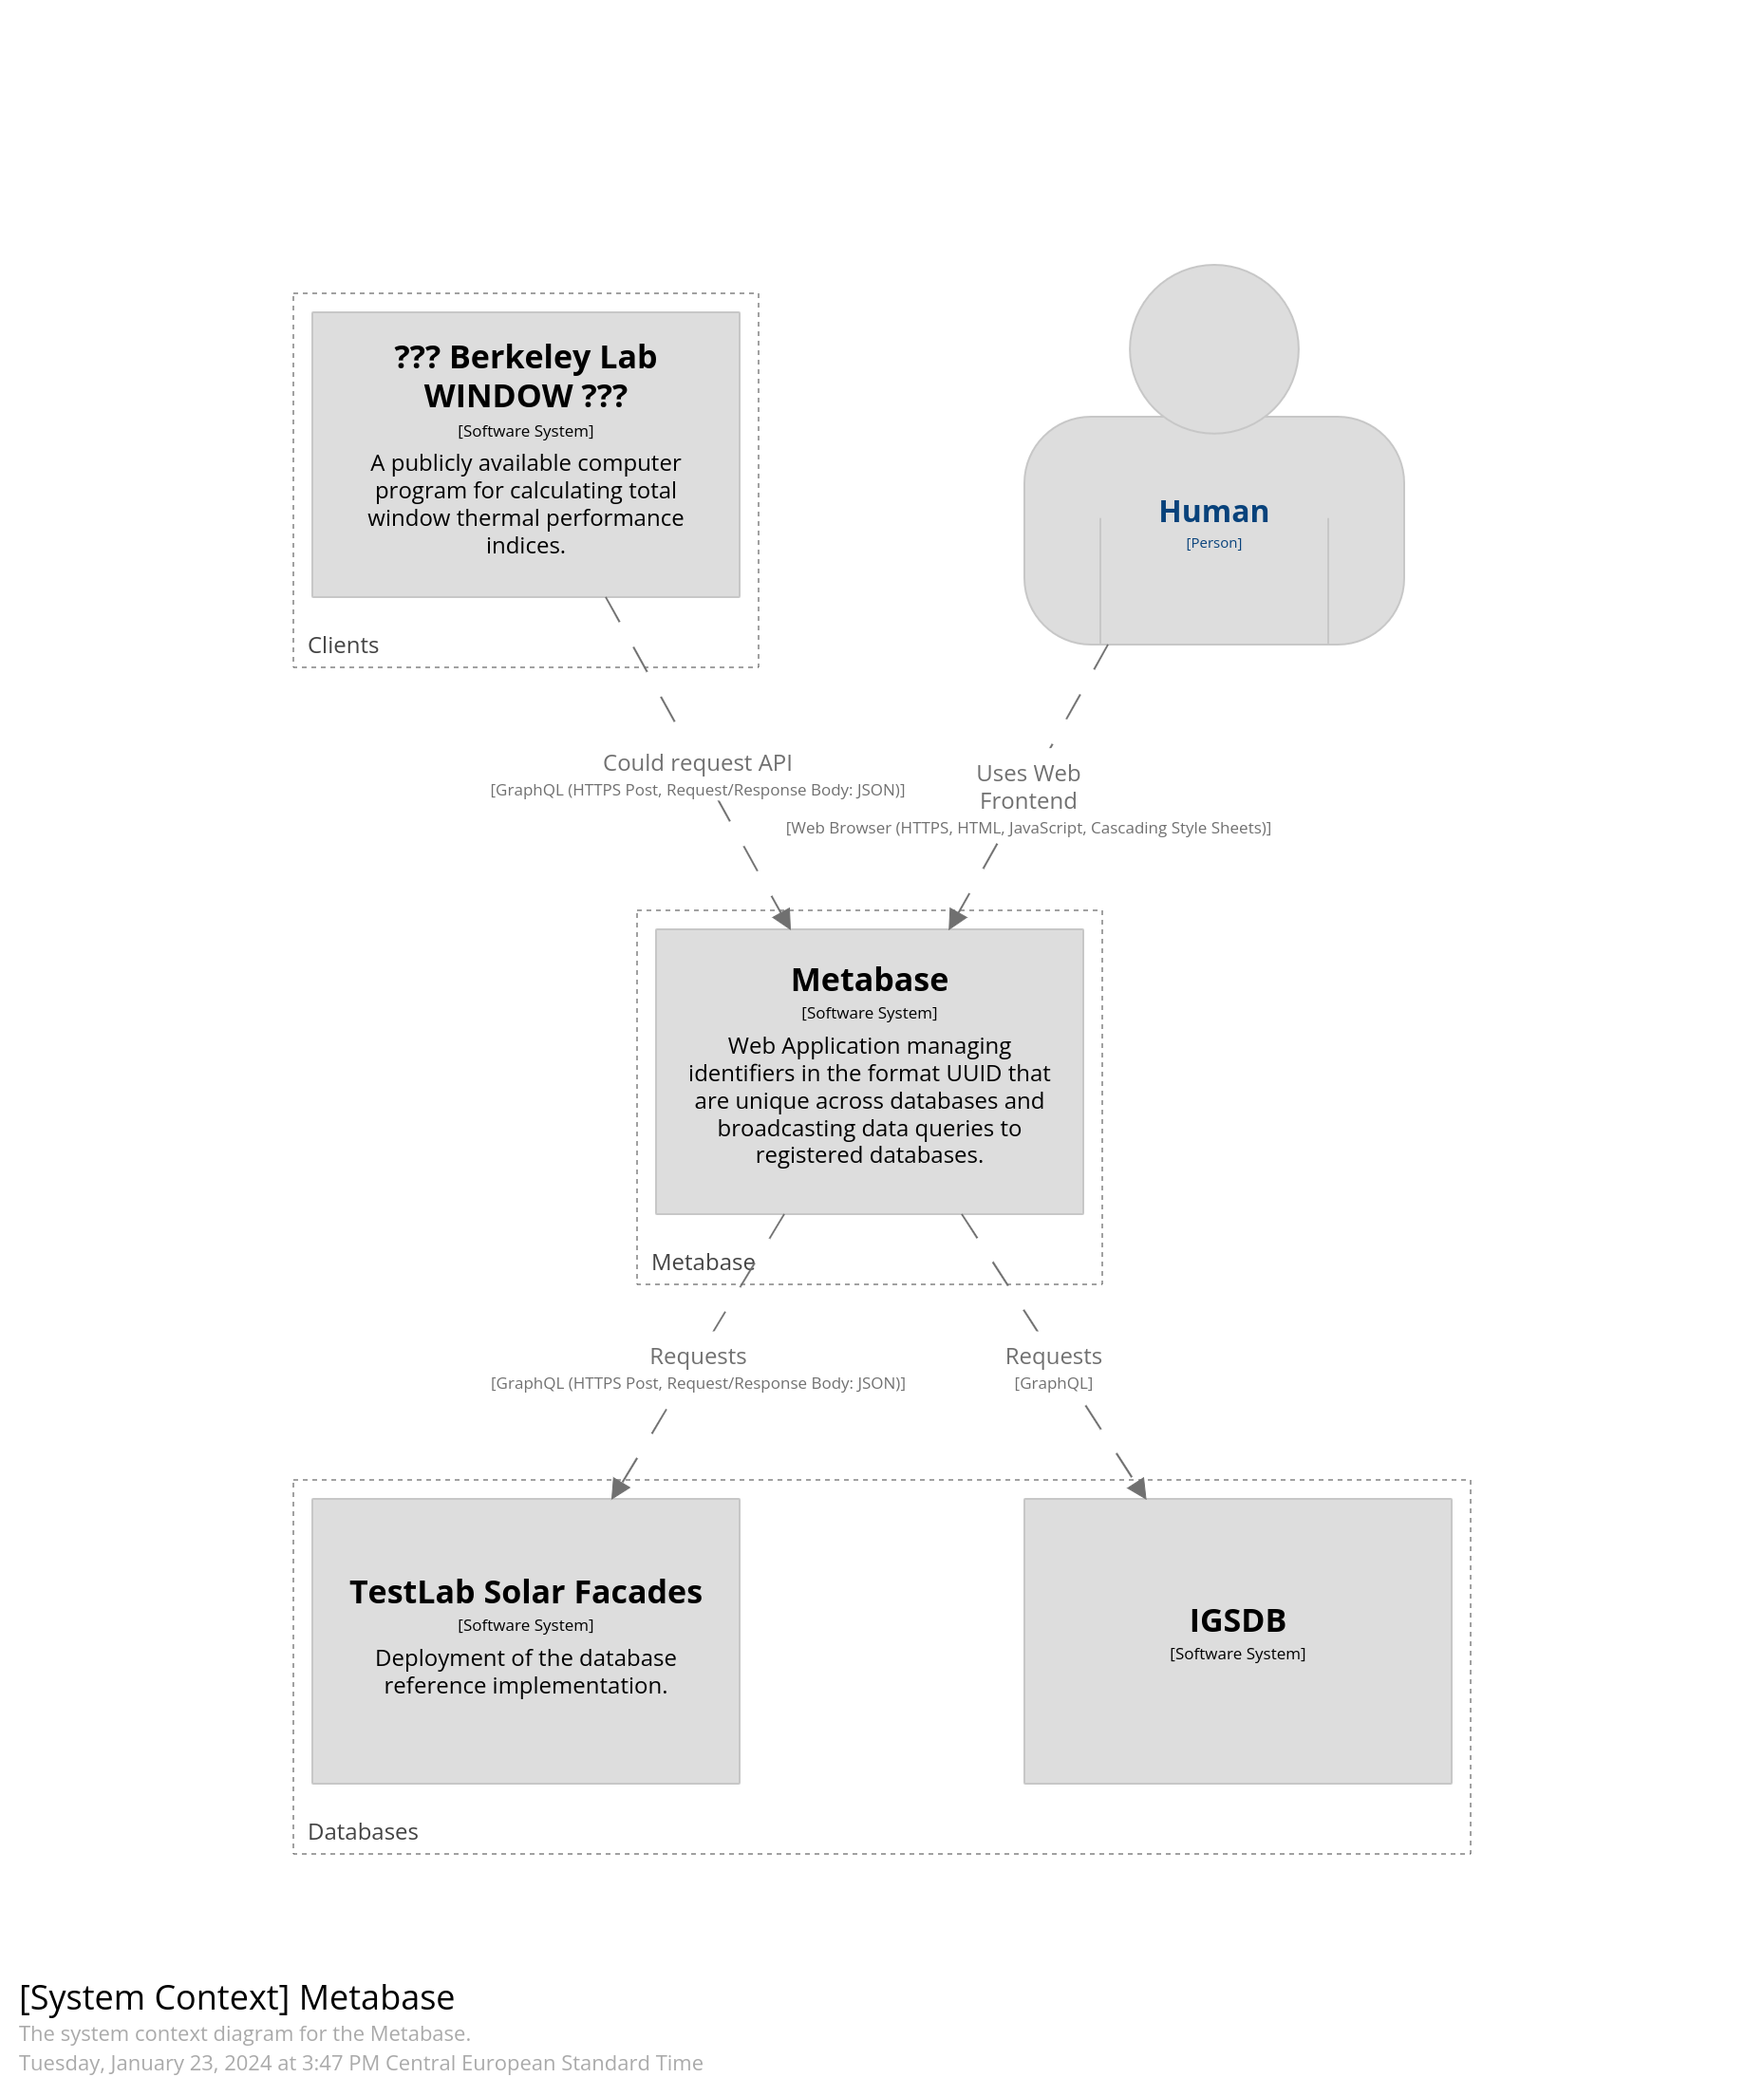 ??? Berkeley Lab
WINDOW ???
[Software System]
A publicly available computer
program for calculating total
window thermal performance
indices.
Clients
Human
[Person]
Could request API
[GraphQL (HTTPS Post, Request/Response Body: JSON)]
Uses Web
Frontend
[Web Browser (HTTPS, HTML, JavaScript, Cascading Style Sheets)]
Metabase
[Software System]
Web Application managing
identifiers in the format UUID that
are unique across databases and
broadcasting data queries to
registered databases.
Metabase
Requests
[GraphQL (HTTPS Post, Request/Response Body: JSON)]
Requests
[GraphQL]
TestLab Solar Facades
[Software System]
Deployment of the database
reference implementation.
IGSDB
[Software System]
Databases
[System Context] Metabase
The system context diagram for the Metabase.
Tuesday, January 23, 2024 at 3:47 PM Central European Standard Time